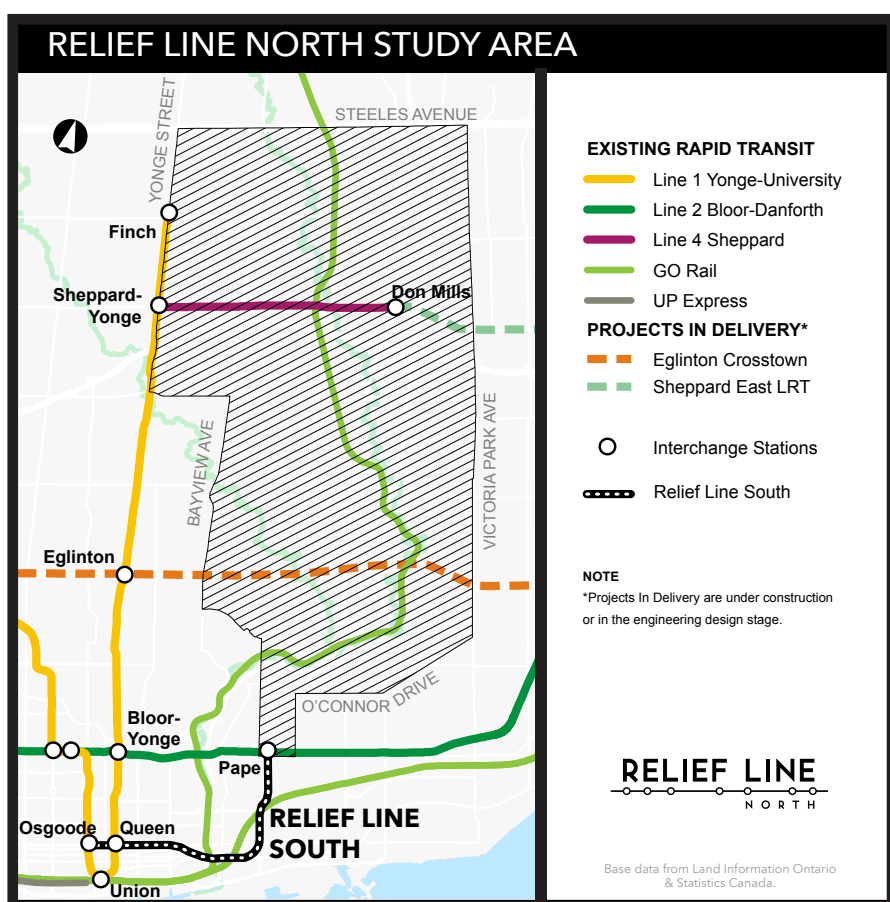 RELIEF LINE NORTH STUDY AREA
YONGE STREET
STEELES AVENUE
Finch
Sheppard-
Yonge
Don Mills
BAYVIEW AVE
VICTORIA PARK AVE
Eglinton
O'CONNOR DRIVE
Bloor-
Yonge
Pape
RELIEF LINE
SOUTH
Osgoode
Queen
Union
EXISTING RAPID TRANSIT
Line 1 Yonge-University
Line 2 Bloor-Danforth
Line 4 Sheppard
GO Rail
UP Express
PROJECTS IN DELIVERY*
Eglinton Crosstown
Sheppard East LRT
Interchange Stations
Relief Line South
NOTE
*Projects In Delivery are under construction
or in the engineering design stage.
RELIEF LINE
NORTH
Base data from Land Information Ontario
& Statistics Canada.